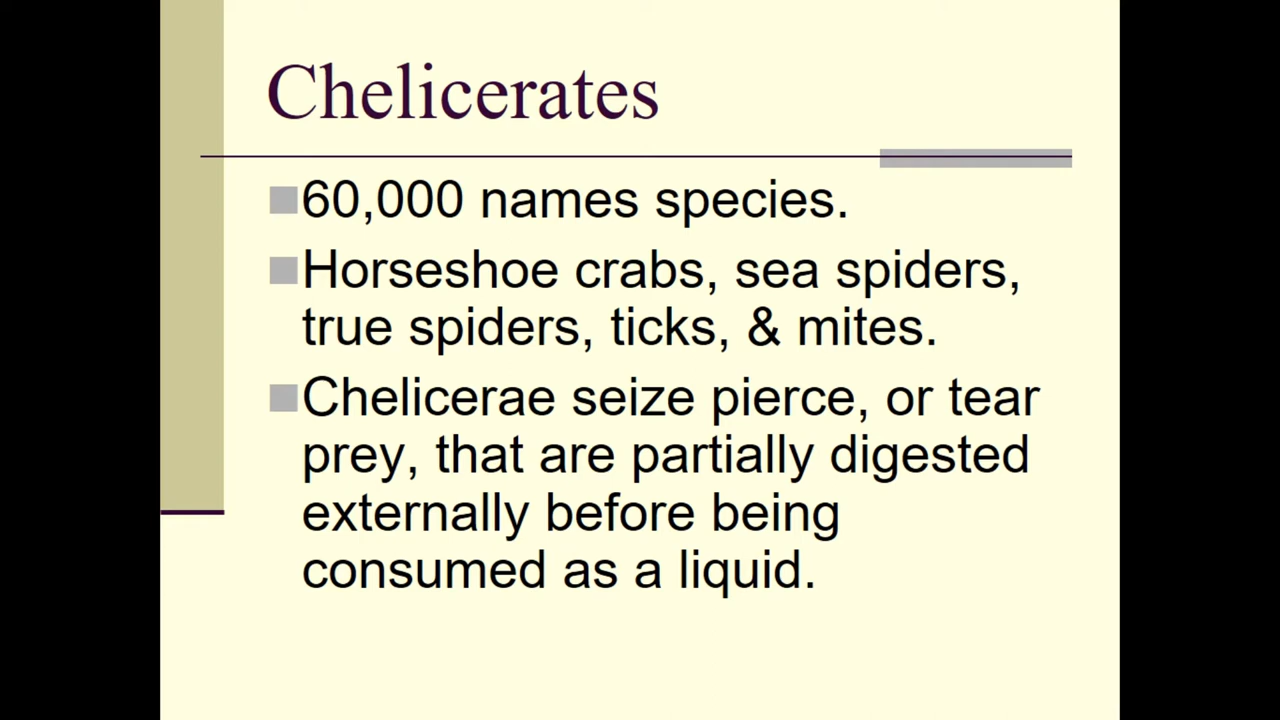 Chelicerates
60,000 names species.
Horseshoe crabs, sea spiders,
true spiders, ticks, & mites.
Chelicerae seize pierce, or tear
prey, that are partially digested
externally before being
consumed as a liquid.